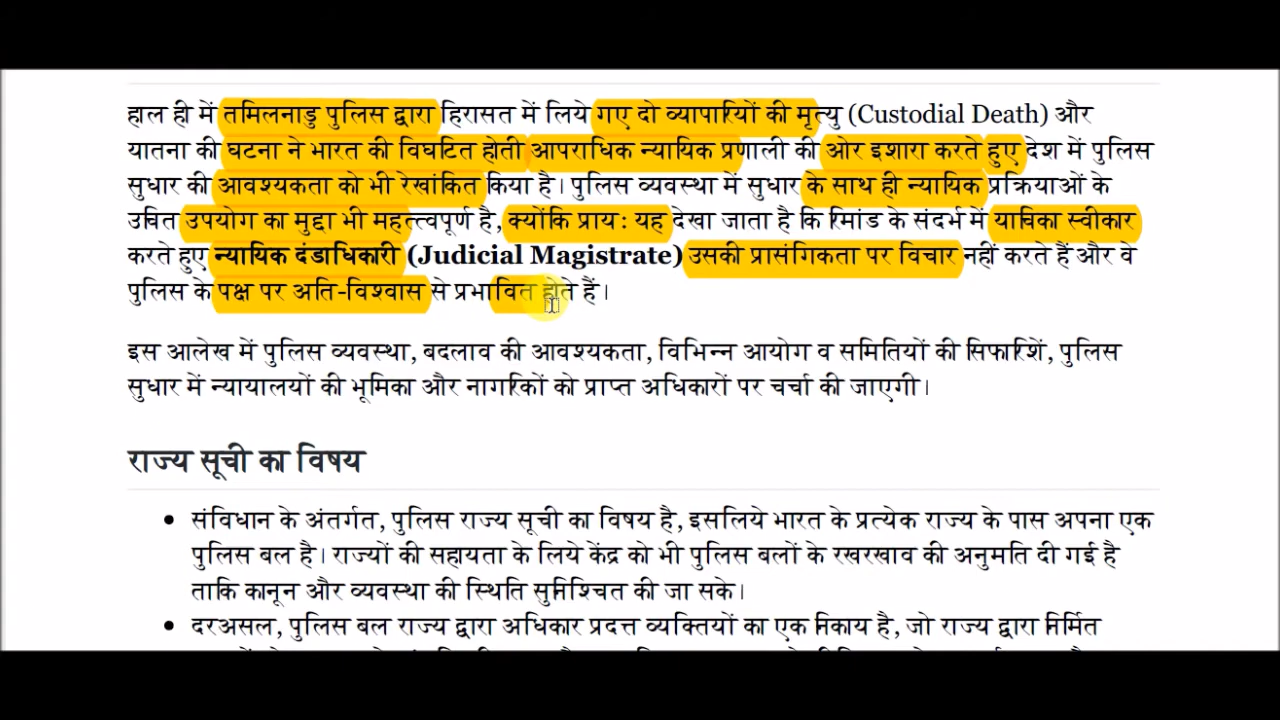 हाल ही में तमिलनाडु पुलिस द्वारा हिरासत में लिये गए दो व्यापारियों की मृत्यु (Custodial Death) और
यातना की घटना ने भारत की विघटित होती आपराधिक न्यायिक प्रणाली की ओर इशारा करते हुए देश में पुलिस
सुधार की आवश्यकता को भी रेखांकित किया है। पुलिस व्यवस्था में सुधार के साथ ही न्यायिक प्रक्रियाओं के
उचित उपयोग का मुद्दा भी महत्त्वपूर्ण है, क्योंकि प्रायः यह देखा जाता है कि रिमांड के संदर्भ में याचिका स्वीकार
करते हुए न्यायिक दंडाधिकारी (Judicial Magistrate) उसकी प्रासंगिकता पर विचार नहीं करते हैं और वे
पुलिस के पक्ष पर अति-विश्वास से प्रभावित होते हैं।
इस आलेख में पुलिस व्यवस्था, बदलाव की आवश्यकता, विभिन्न आयोग व समितियों की सिफारिशें, पुलिस
सुधार में न्यायालयों की भूमिका और नागरिकों को प्राप्त अधिकारों पर चर्चा की जाएगी।
राज्य सूची का विषय
• संविधान के अंतर्गत, पुलिस राज्य सूची का विषय है, इसलिये भारत के प्रत्येक राज्य के पास अपना एक
पुलिस बल है। राज्यों की सहायता के लिये केंद्र को भी पुलिस बलों के रखरखाव की अनुमति दी गई है
ताकि कानून और व्यवस्था की स्थिति सुनिश्चित की जा सके।
• दरअसल, पुलिस बल राज्य द्वारा अधिकार प्रदत्त व्यक्तियों का एक निकाय है, जो राज्य द्वारा निर्मित